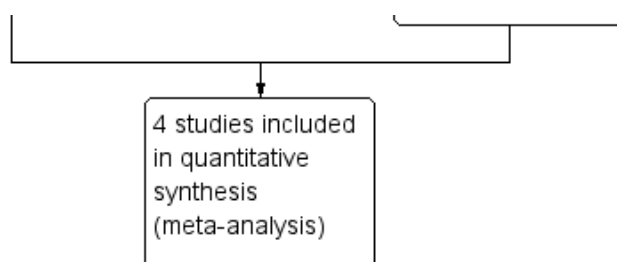 4 studies included
in quantitative
synthesis
(meta-analysis)